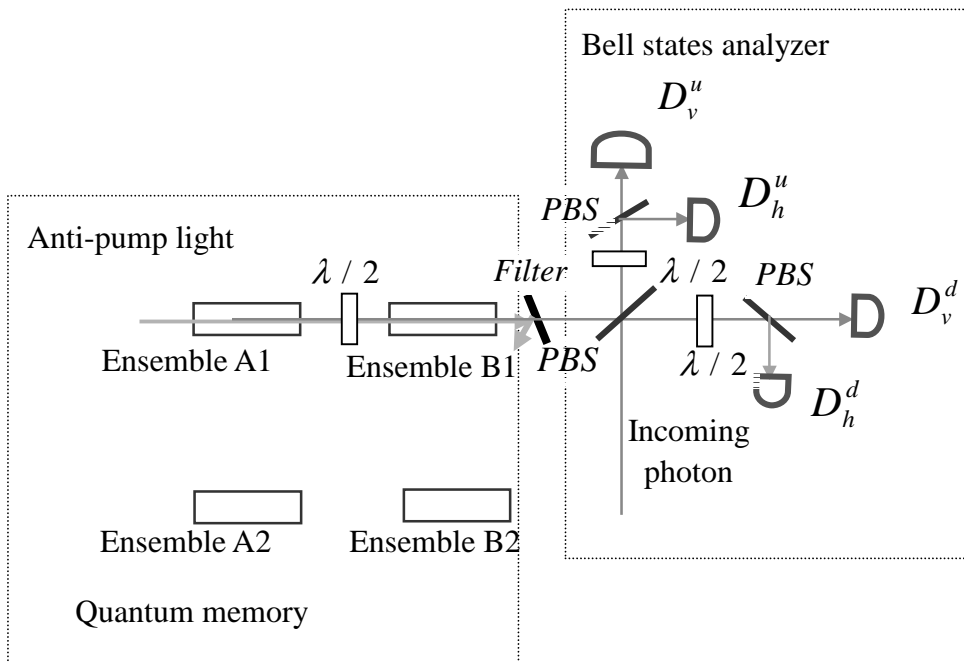 Bell states analyzer
D_v^u
D_h^u
PBS
Anti-pump light
λ / 2
Filter
λ / 2
PBS
D_v^d
Ensemble A1
Ensemble B1
PBS
λ / 2
D_h^d
Incoming
photon
Ensemble A2
Ensemble B2
Quantum memory